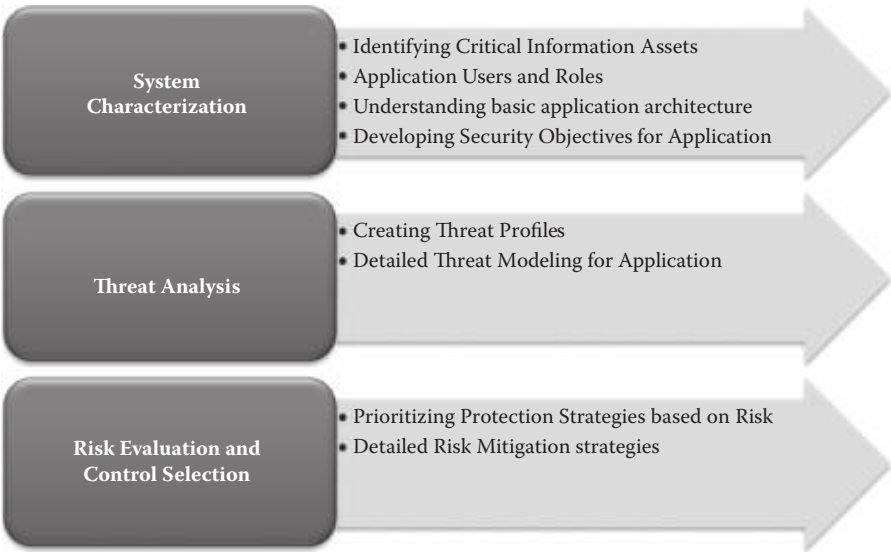 System
Characterization
• Identifying Critical Information Assets
• Application Users and Roles
• Understanding basic application architecture
• Developing Security Objectives for Application
Threat Analysis
• Creating Threat Profiles
• Detailed Threat Modeling for Application
Risk Evaluation and
Control Selection
• Prioritizing Protection Strategies based on Risk
• Detailed Risk Mitigation strategies